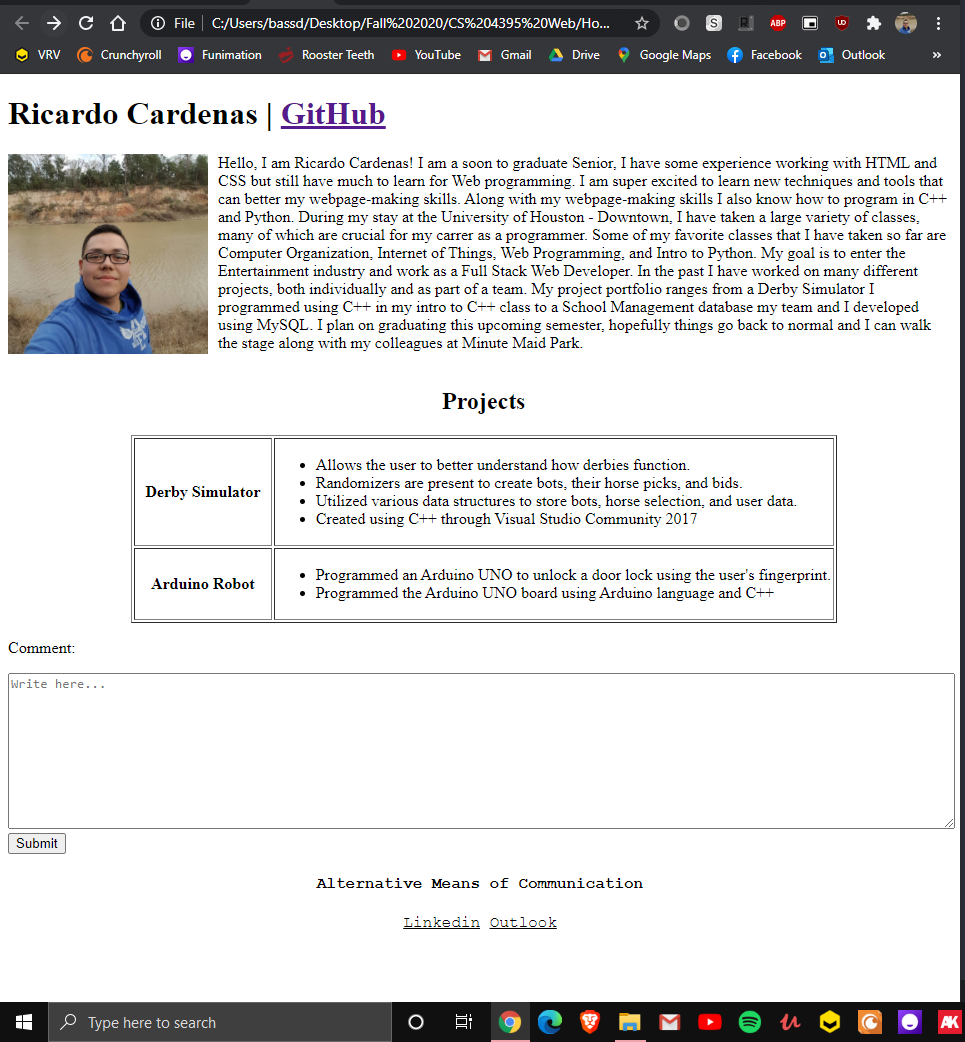 File C:/Users/bassd/Desktop/Fall%202020/CS%204395%20Web/Ho...
ABP
UD
VRV Crunchyroll Funimation Rooster Teeth YouTube Gmail Drive Google Maps Facebook Outlook »
Ricardo Cardenas | GitHub
Hello, I am Ricardo Cardenas! I am a soon to graduate Senior, I have some experience working with HTML and
CSS but still have much to learn for Web programming. I am super excited to learn new techniques and tools that
can better my webpage-making skills. Along with my webpage-making skills I also know how to program in C++
and Python. During my stay at the University of Houston - Downtown, I have taken a large variety of classes,
many of which are crucial for my carrer as a programmer. Some of my favorite classes that I have taken so far are
Computer Organization, Internet of Things, Web Programming, and Intro to Python. My goal is to enter the
Entertainment industry and work as a Full Stack Web Developer. In the past I have worked on many different
projects, both individually and as part of a team. My project portfolio ranges from a Derby Simulator I
programmed using C++ in my intro to C++ class to a School Management database my team and I developed
using MySQL. I plan on graduating this upcoming semester, hopefully things go back to normal and I can walk
the stage along with my colleagues at Minute Maid Park.
Projects
Derby Simulator
• Allows the user to better understand how derbies function.
• Randomizers are present to create bots, their horse picks, and bids.
• Utilized various data structures to store bots, horse selection, and user data.
• Created using C++ through Visual Studio Community 2017
Arduino Robot
• Programmed an Arduino UNO to unlock a door lock using the user's fingerprint.
• Programmed the Arduino UNO board using Arduino language and C++
Comment:
Write here...
Submit
Alternative Means of Communication
Linkedin Outlook
Type here to search
AK